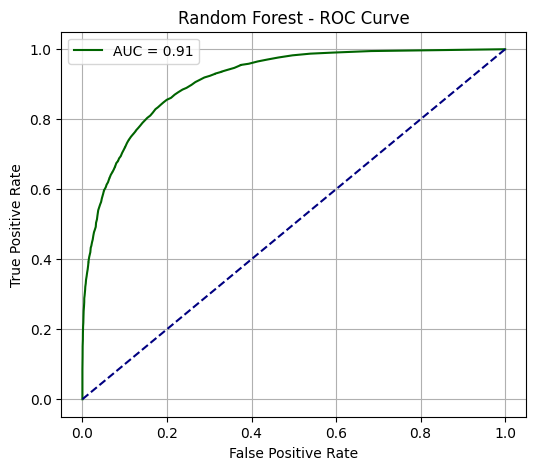 Random Forest - ROC Curve
AUC = 0.91
True Positive Rate
1.0
0.8
0.6
0.4
0.2
0.0
0.0 0.2 0.4 0.6 0.8 1.0
False Positive Rate